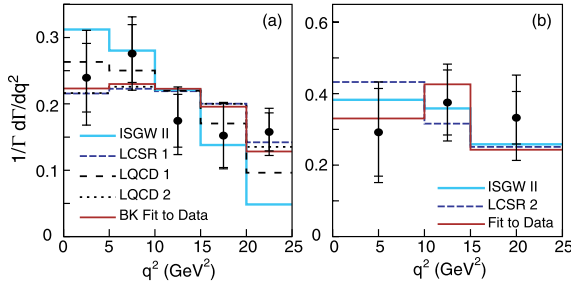 (a)
1/Γ dΓ/dq²
0.3
0.2
0.1
0
ISGW II
LCSR 1
LQCD 1
LQCD 2
BK Fit to Data
0 5 10 15 20 25
q² (GeV²)
(b)
0.6
0.4
0.2
0
ISGW II
LCSR 2
Fit to Data
0 5 10 15 20 25
q² (GeV²)